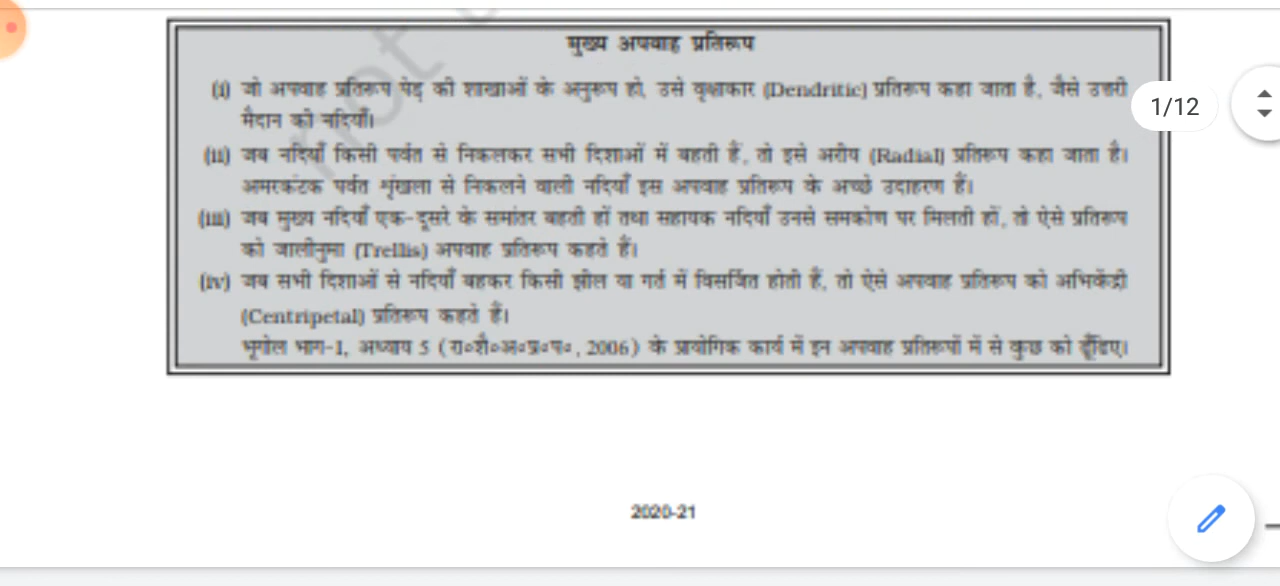 मुख्य अपवाह प्रतिरूप
(i) जो अपवाह प्रतिरूप पेड़ की शाखाओं के अनुरूप हो, उसे वृक्षाकार (Dendritic) प्रतिरूप कहा जाता है, जैसे उत्तरी
मैदान की नदियाँ।
(ii) जब नदियाँ किसी पर्वत से निकलकर सभी दिशाओं में बहती हैं, तो इसे अरीय (Radial) प्रतिरूप कहा जाता है।
अमरकंटक पर्वत शृंखला से निकलने वाली नदियाँ इस अपवाह प्रतिरूप के अच्छे उदाहरण हैं।
(iii) जब मुख्य नदियाँ एक-दूसरे के समांतर बहती हों तथा सहायक नदियाँ उनसे समकोण पर मिलती हों, तो ऐसे प्रतिरूप
को जालीनुमा (Trellis) अपवाह प्रतिरूप कहते हैं।
(iv) जब सभी दिशाओं से नदियाँ बहकर किसी झील या गर्त में विसर्जित होती हैं, तो ऐसे अपवाह प्रतिरूप को अभिकेंद्री
(Centripetal) प्रतिरूप कहते हैं।
भूगोल भाग-1, अध्याय 5 (रा॰शै॰अ॰प्र॰प॰, 2006) के प्रायोगिक कार्य में इन अपवाह प्रतिरूपों में से कुछ को ढूँढिए।
1/12
not
2020-21